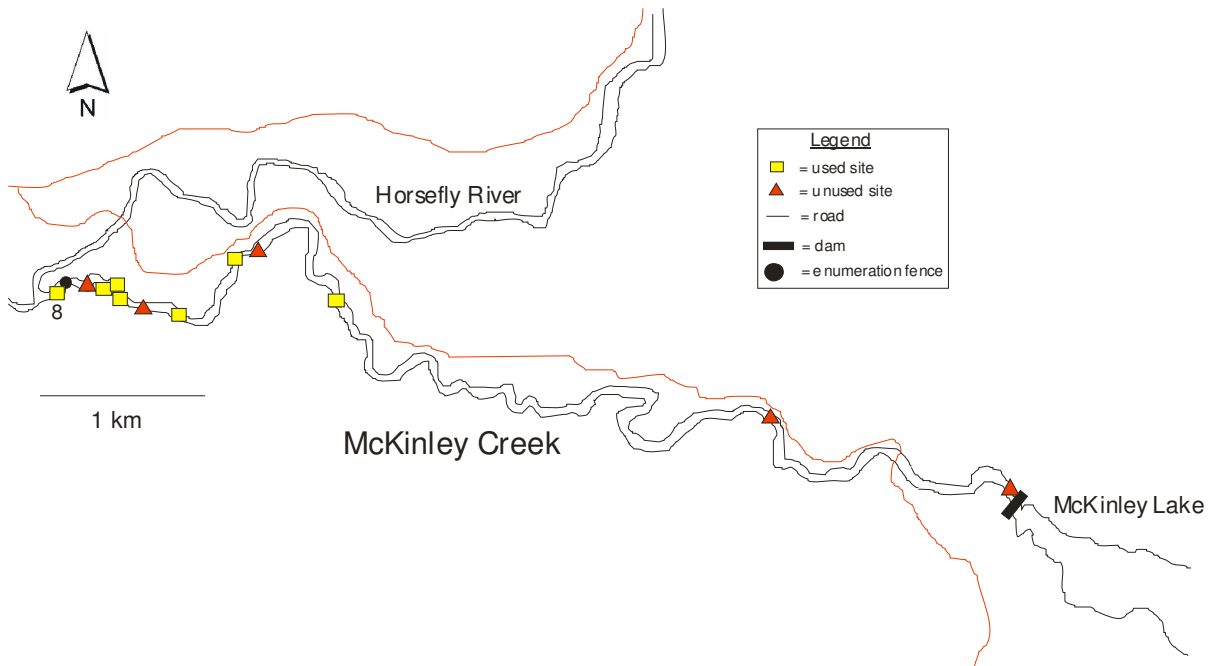 N
Horsefly River
Legend
= used site
= unused site
= road
= dam
= enumeration fence
8
1 km
McKinley Creek
McKinley Lake